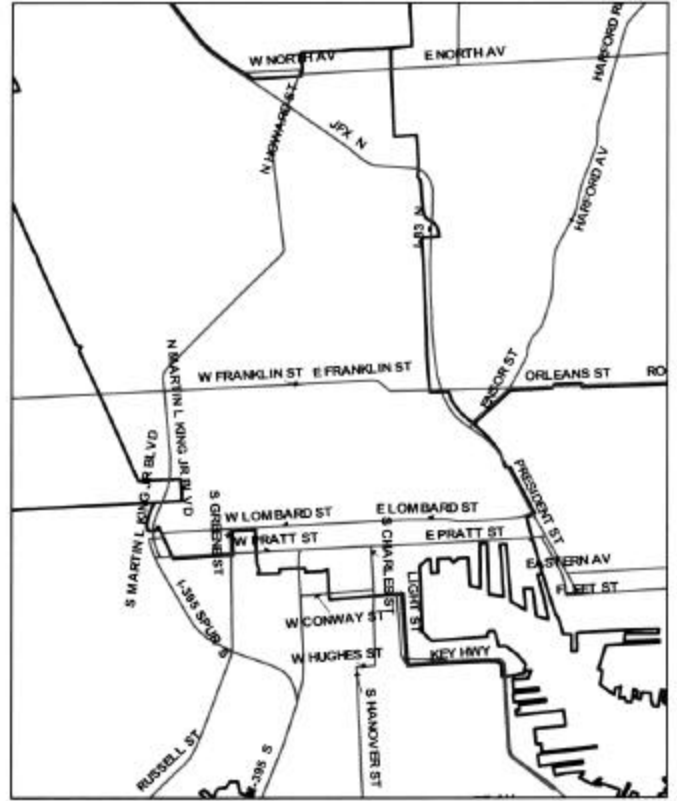 W NORTH AV
E NORTH AV
HARFORD RD
N HOWARD ST
JFX N
HARFORD AV
I-83 N
N MARTIN L KING JR BLVD
W FRANKLIN ST
E FRANKLIN ST
ENSOR ST
ORLEANS ST
RO
S MARTIN L KING JR BLVD
S GREENE ST
W LOMBARD ST
E LOMBARD ST
PRESIDENT ST
W PRATT ST
S CHARLES ST
E PRATT ST
EASTERN AV
FLEET ST
I-395 SPUR S
LIGHT ST
W CONWAY ST
W HUGHES ST
KEY HWY
S HANOVER ST
RUSSELL ST
I-395 S